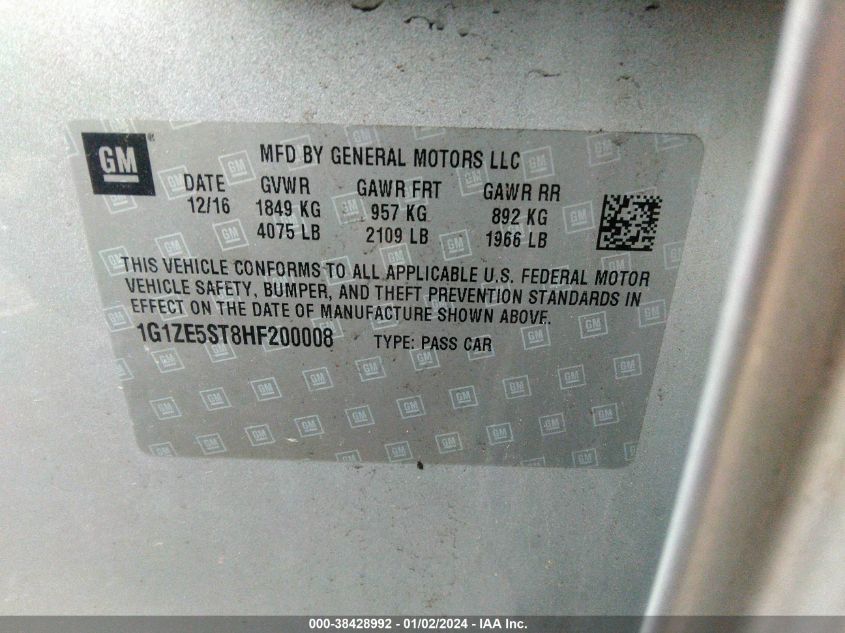 GM
MFD BY GENERAL MOTORS LLC
DATE GVWR GAWR FRT GAWR RR
12/16 1849 KG 957 KG 892 KG
4075 LB 2109 LB 1966 LB
THIS VEHICLE CONFORMS TO ALL APPLICABLE U.S. FEDERAL MOTOR
VEHICLE SAFETY, BUMPER, AND THEFT PREVENTION STANDARDS IN
EFFECT ON THE DATE OF MANUFACTURE SHOWN ABOVE.
1G1ZE5ST8HF200008 TYPE: PASS CAR
000-38428992 - 01/02/2024 - IAA Inc.